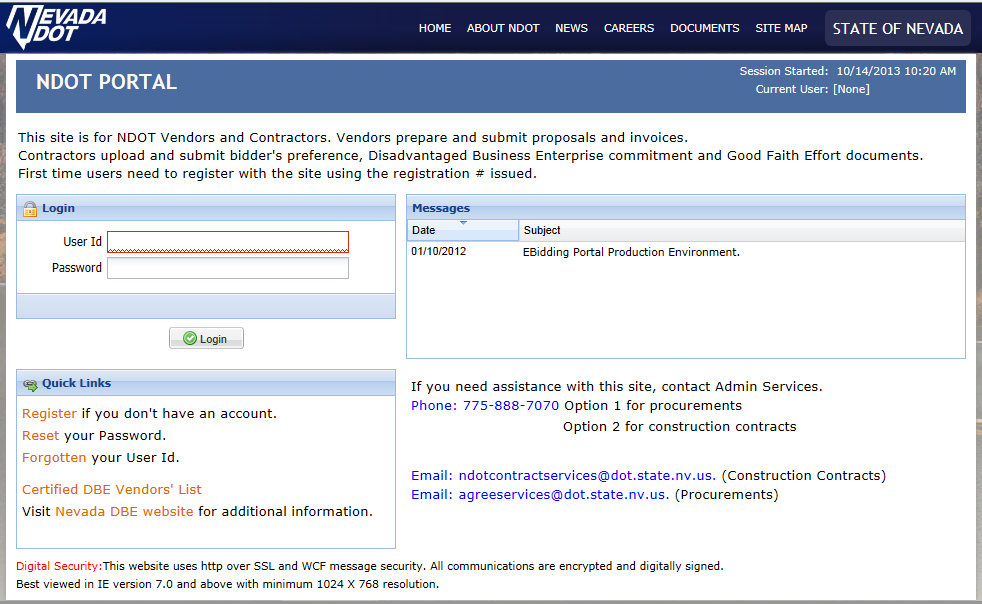 NEVADA
NDOT
HOME ABOUT NDOT NEWS CAREERS DOCUMENTS SITE MAP STATE OF NEVADA
NDOT PORTAL
Session Started: 10/14/2013 10:20 AM
Current User: [None]
This site is for NDOT Vendors and Contractors. Vendors prepare and submit proposals and invoices.
Contractors upload and submit bidder's preference, Disadvantaged Business Enterprise commitment and Good Faith Effort documents.
First time users need to register with the site using the registration # issued.
Login
User Id
Password
Login
Messages
Date Subject
01/10/2012 EBidding Portal Production Environment.
Quick Links
Register if you don't have an account.
Reset your Password.
Forgotten your User Id.
Certified DBE Vendors' List
Visit Nevada DBE website for additional information.
If you need assistance with this site, contact Admin Services.
Phone: 775-888-7070 Option 1 for procurements
Option 2 for construction contracts
Email: ndotcontractservices@dot.state.nv.us. (Construction Contracts)
Email: agreeservices@dot.state.nv.us. (Procurements)
Digital Security:This website uses http over SSL and WCF message security. All communications are encrypted and digitally signed.
Best viewed in IE version 7.0 and above with minimum 1024 X 768 resolution.